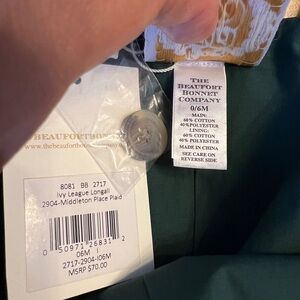 BEAUFORTBONN
www.thebeaufortbonnet
8081 BB 2717
Ivy League Longall
2904-Middleton Place Plaid
0 50971 26831 2
06M
2717-2904-I06M
MSRP $70.00
THE
BEAUFORT
BONNET
COMPANY
0/6M
MAIN:
60% COTTON
40% POLYESTER
LINING:
60% COTTON
40% POLYESTER
MADE IN CHINA
SEE CARE ON
REVERSE SIDE